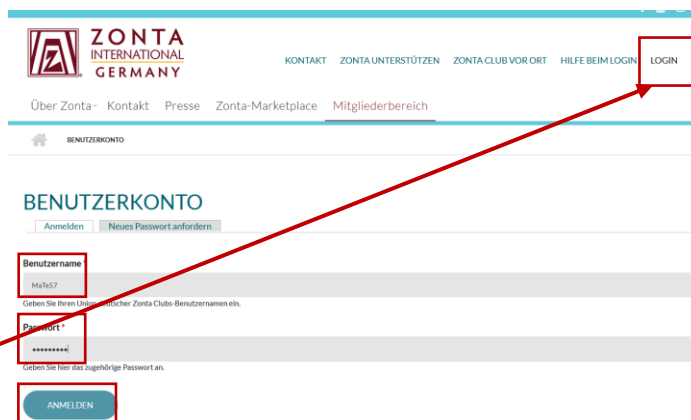 ZONTA
INTERNATIONAL
GERMANY
KONTAKT ZONTA UNTERSTÜTZEN ZONTA CLUB VOR ORT HILFE BEIM LOGIN LOGIN
Über Zonta Kontakt Presse Zonta-Marketplace Mitgliederbereich
BENUTZERKONTO
BENUTZERKONTO
Anmelden Neues Passwort anfordern
Benutzername *
MaTe57
Geben Sie Ihren Union deutscher Zonta Clubs-Benutzernamen ein.
Passwort *
•••••••••
Geben Sie hier das zugehörige Passwort an.
ANMELDEN